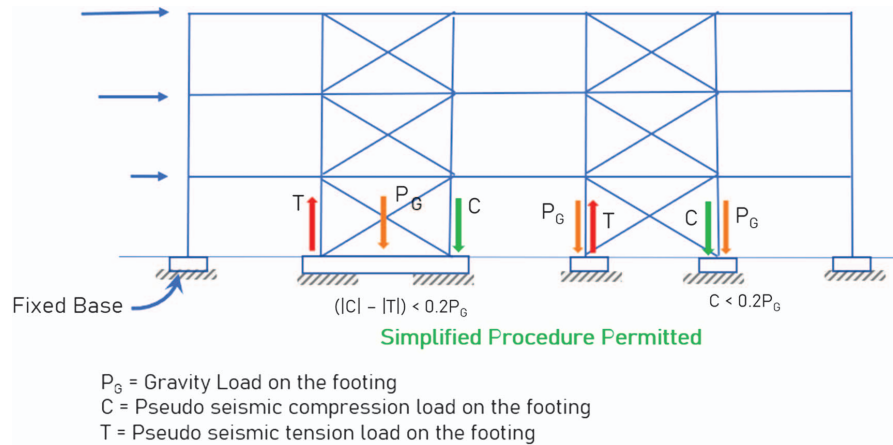 T
P_G
C
P_G
T
C
P_G
Fixed Base
(|C| – |T|) < 0.2P_G
C < 0.2P_G
Simplified Procedure Permitted
P_G = Gravity Load on the footing
C = Pseudo seismic compression load on the footing
T = Pseudo seismic tension load on the footing